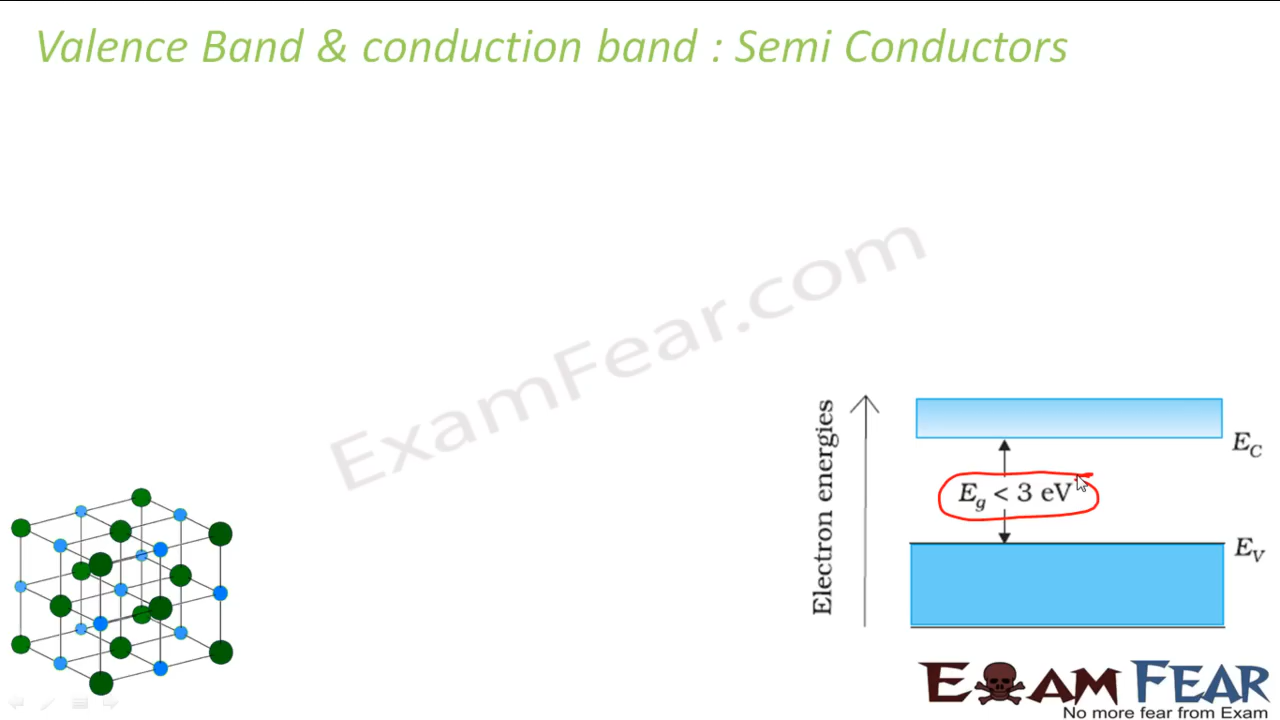 Valence Band & conduction band : Semi Conductors
ExamFear.com
Electron energies
E_C
E_g < 3 eV
E_V
EXAM FEAR
No more fear from Exam